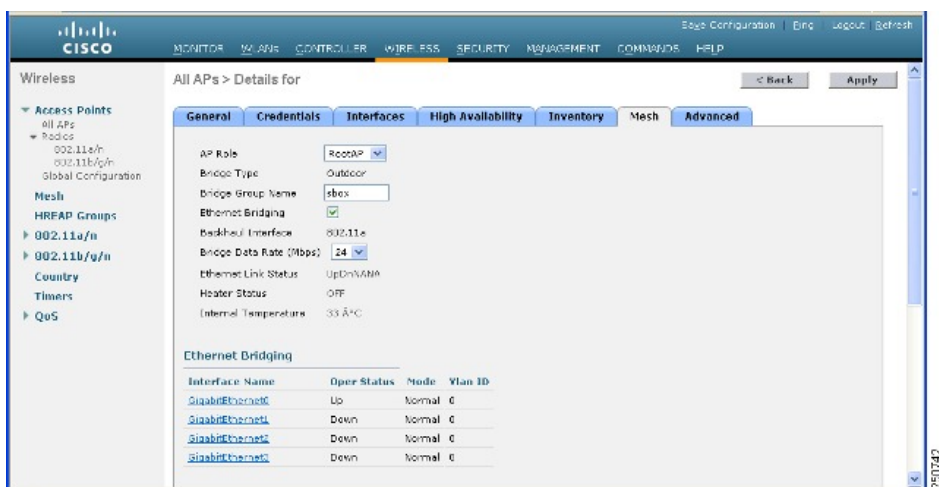 Save Configuration | Ping | Logout | Refresh
CISCO
MONITOR WLANs CONTROLLER WIRELESS SECURITY MANAGEMENT COMMANDS HELP
Wireless
Access Points
All APs
Radios
802.11a/n
802.11b/g/n
Global Configuration
Mesh
HREAP Groups
802.11a/n
802.11b/g/n
Country
Timers
QoS
All APs > Details for
< Back
Apply
General Credentials Interfaces High Availability Inventory Mesh Advanced
AP Role RootAP
Bridge Type Outdoor
Bridge Group Name sbox
Ethernet Bridging
Backhaul Interface 802.11a
Bridge Data Rate (Mbps) 24
Ethernet Link Status UpDnNANA
Heater Status OFF
Internal Temperature 33 Â°C
Ethernet Bridging
Interface Name Oper Status Mode Vlan ID
GigabitEthernet0 Up Normal 0
GigabitEthernet1 Down Normal 0
GigabitEthernet2 Down Normal 0
GigabitEthernet3 Down Normal 0
250742